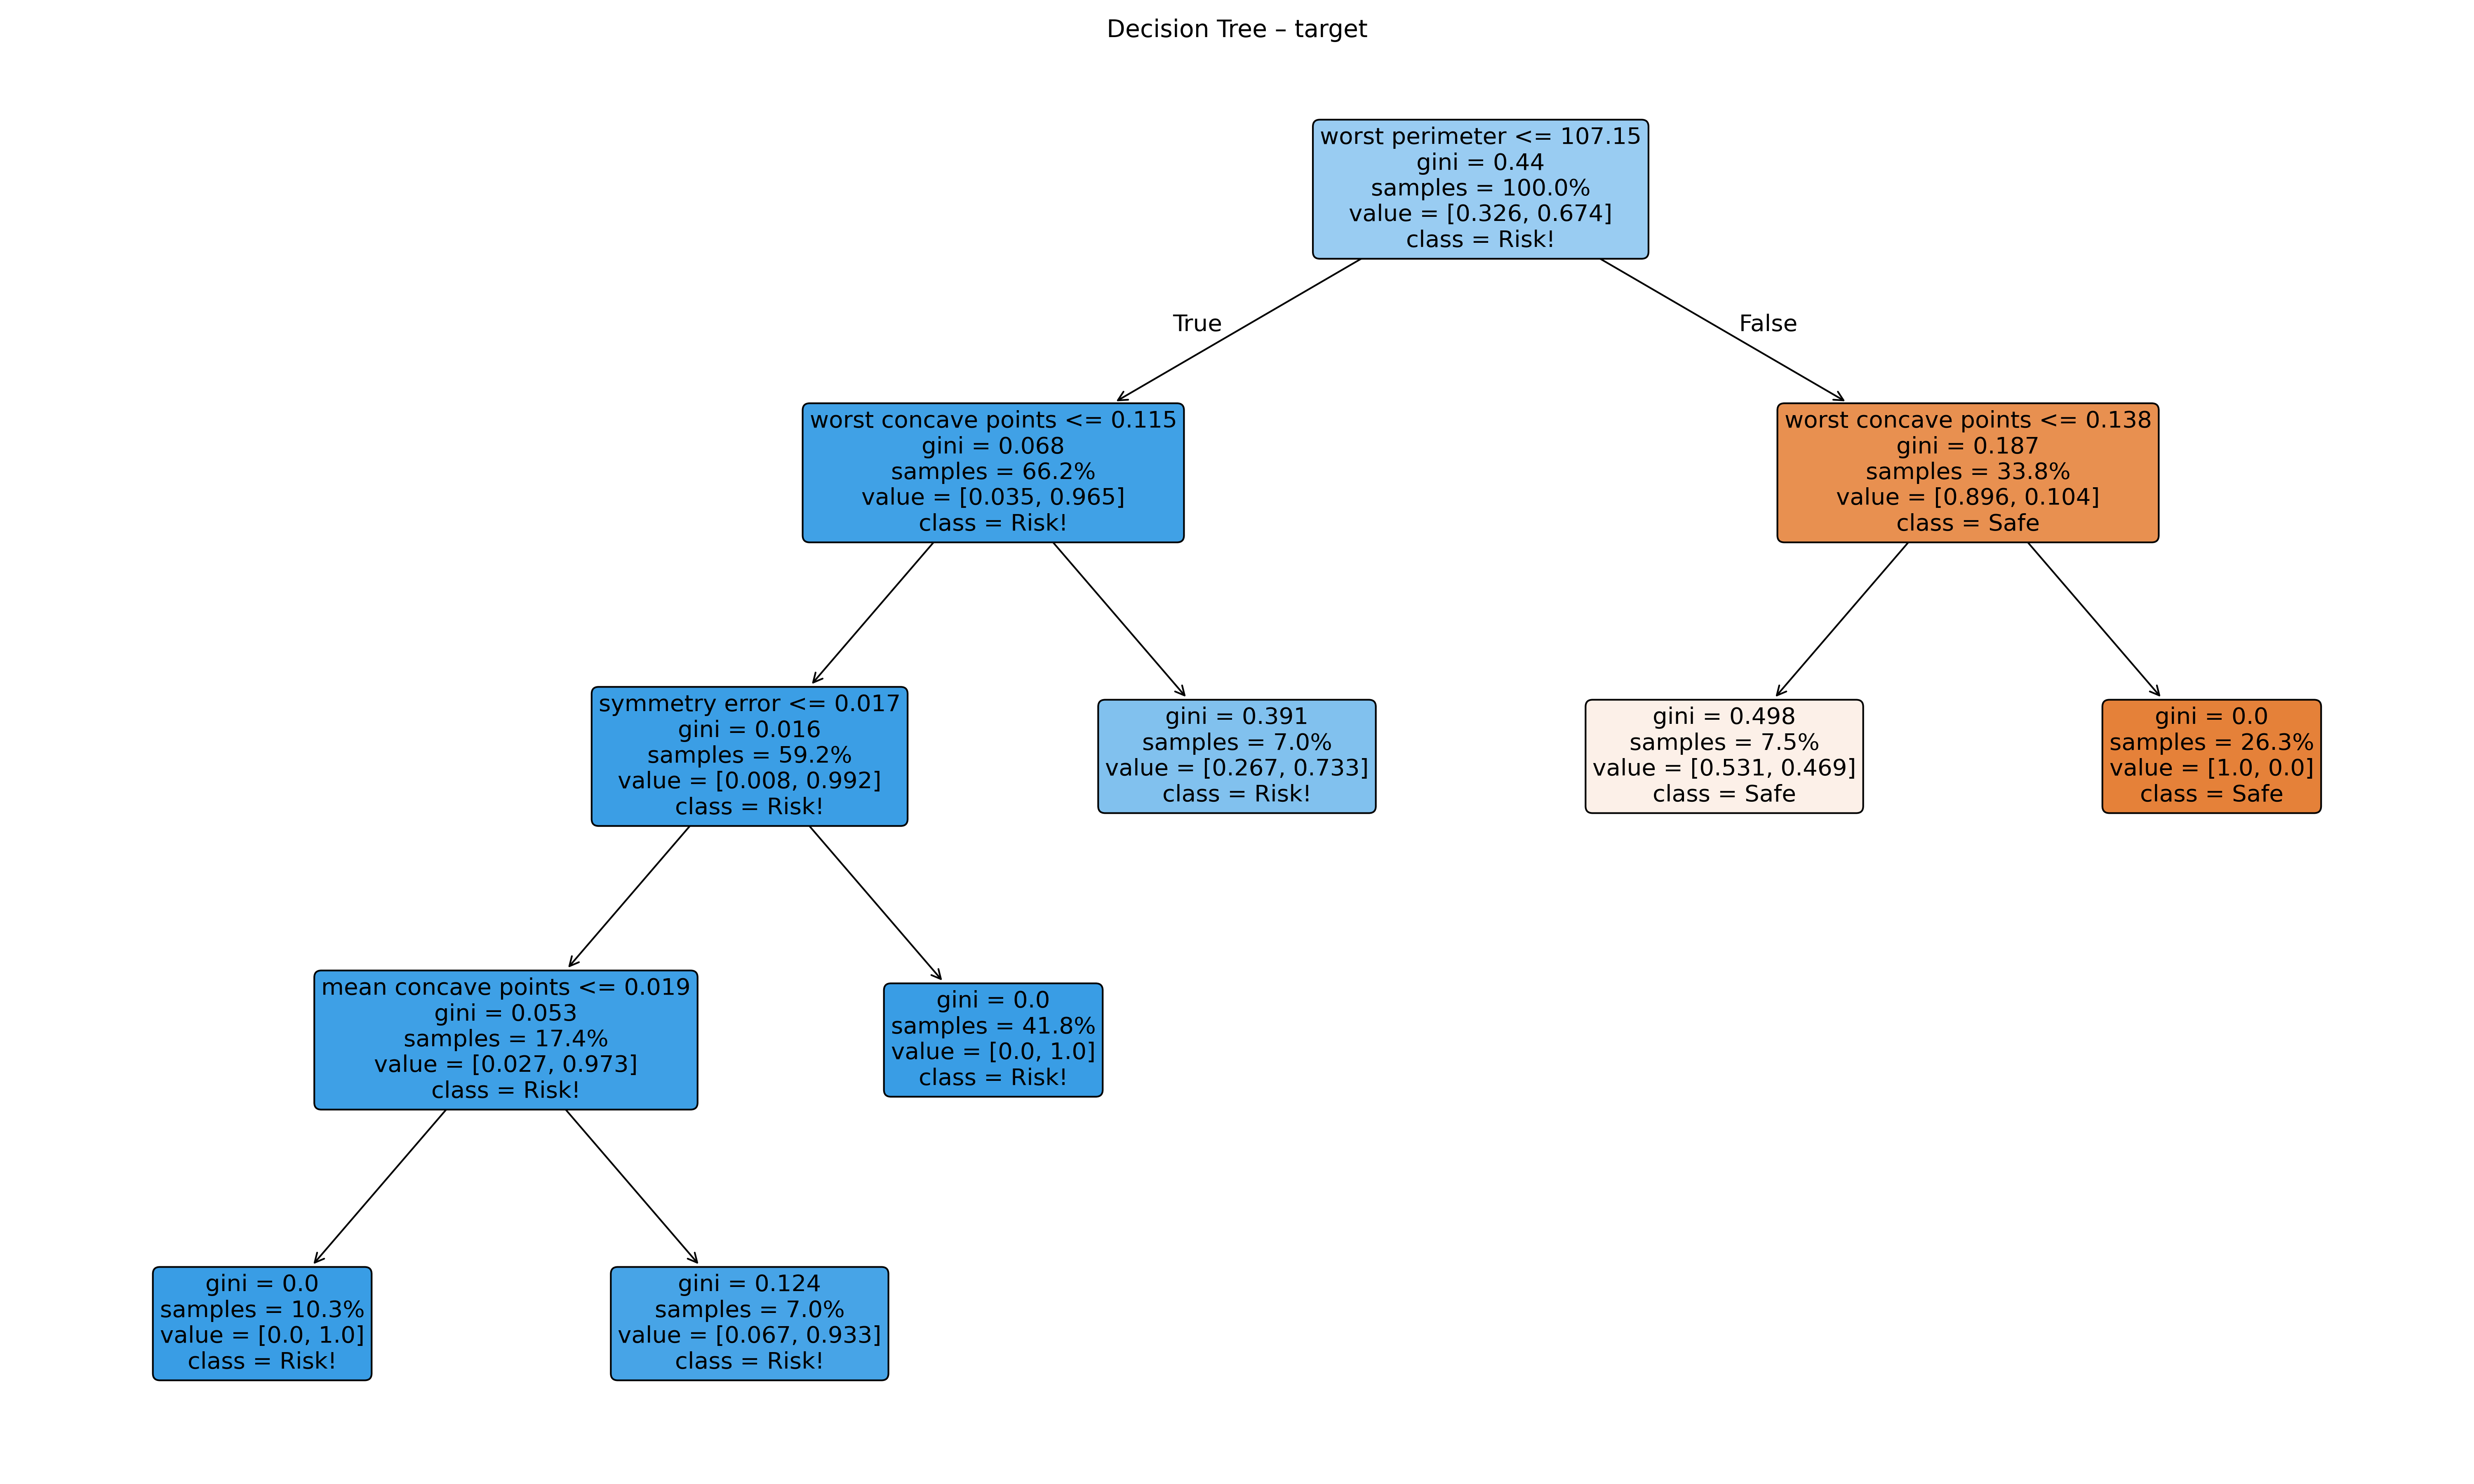 Decision Tree – target
worst perimeter <= 107.15
gini = 0.44
samples = 100.0%
value = [0.326, 0.674]
class = Risk!
True
False
worst concave points <= 0.115
gini = 0.068
samples = 66.2%
value = [0.035, 0.965]
class = Risk!
worst concave points <= 0.138
gini = 0.187
samples = 33.8%
value = [0.896, 0.104]
class = Safe
symmetry error <= 0.017
gini = 0.016
samples = 59.2%
value = [0.008, 0.992]
class = Risk!
gini = 0.391
samples = 7.0%
value = [0.267, 0.733]
class = Risk!
gini = 0.498
samples = 7.5%
value = [0.531, 0.469]
class = Safe
gini = 0.0
samples = 26.3%
value = [1.0, 0.0]
class = Safe
mean concave points <= 0.019
gini = 0.053
samples = 17.4%
value = [0.027, 0.973]
class = Risk!
gini = 0.0
samples = 41.8%
value = [0.0, 1.0]
class = Risk!
gini = 0.0
samples = 10.3%
value = [0.0, 1.0]
class = Risk!
gini = 0.124
samples = 7.0%
value = [0.067, 0.933]
class = Risk!